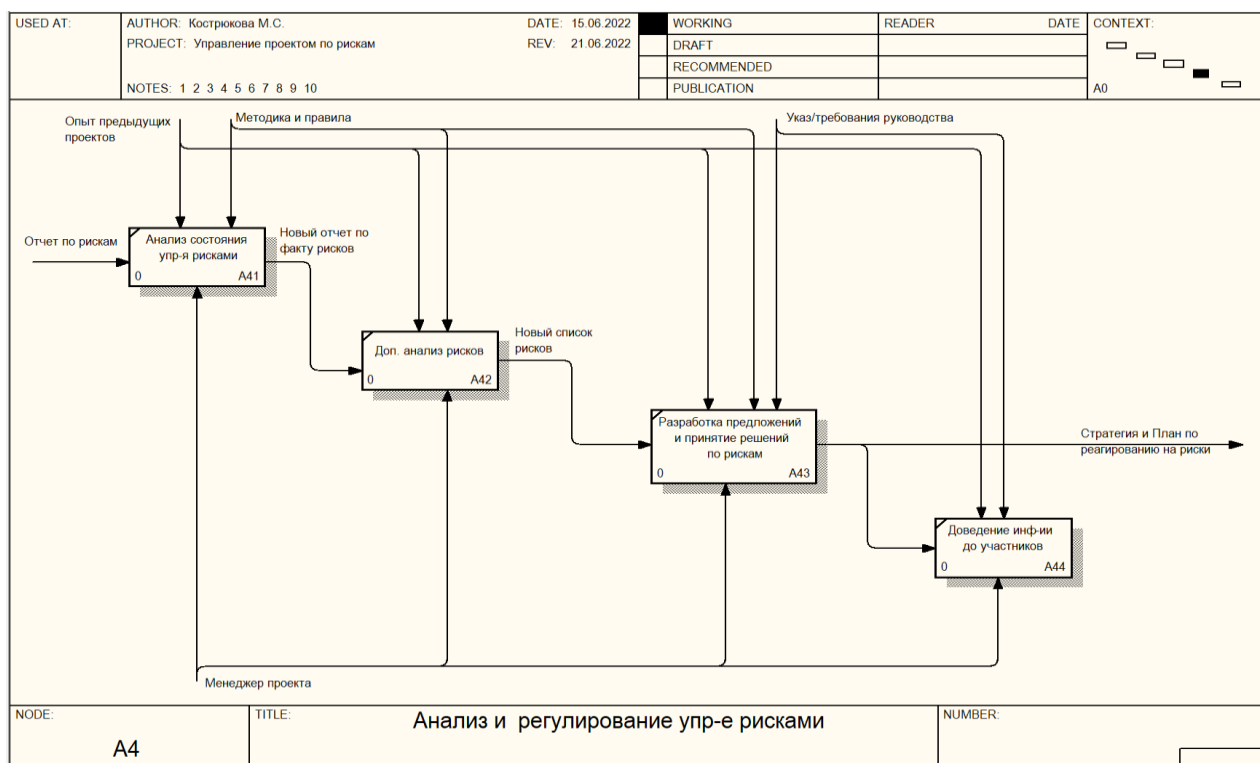 USED AT:
AUTHOR: Кострюкова М.С.
DATE: 15.06.2022
PROJECT: Управление проектом по рискам
REV: 21.06.2022
NOTES: 1 2 3 4 5 6 7 8 9 10
WORKING
DRAFT
RECOMMENDED
PUBLICATION
READER
DATE
CONTEXT:
A0
Опыт предыдущих
проектов
Методика и правила
Указ/требования руководства
Отчет по рискам
Анализ состояния
упр-я рисками
0 A41
Новый отчет по
факту рисков
Доп. анализ рисков
0 A42
Новый список
рисков
Разработка предложений
и принятие решений
по рискам
0 A43
Стратегия и План по
реагированию на риски
Доведение инф-ии
до участников
0 A44
Менеджер проекта
NODE:
A4
TITLE:
Анализ и регулирование упр-е рисками
NUMBER: